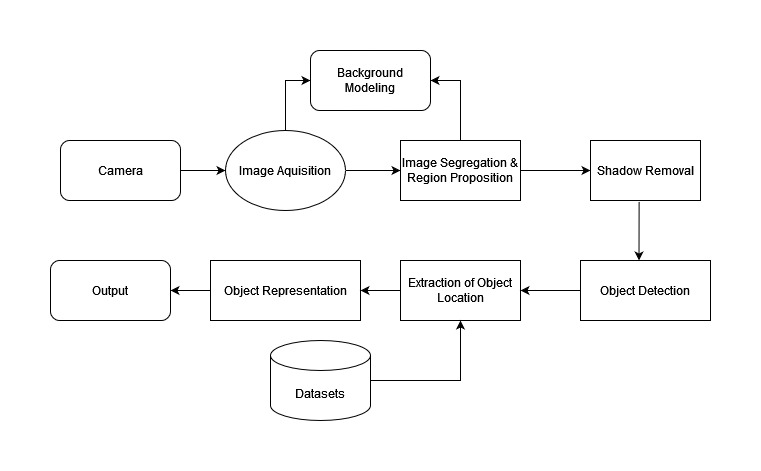 Background
Modeling
Camera
Image Aquisition
Image Segregation &
Region Proposition
Shadow Removal
Output
Object Representation
Extraction of Object
Location
Object Detection
Datasets